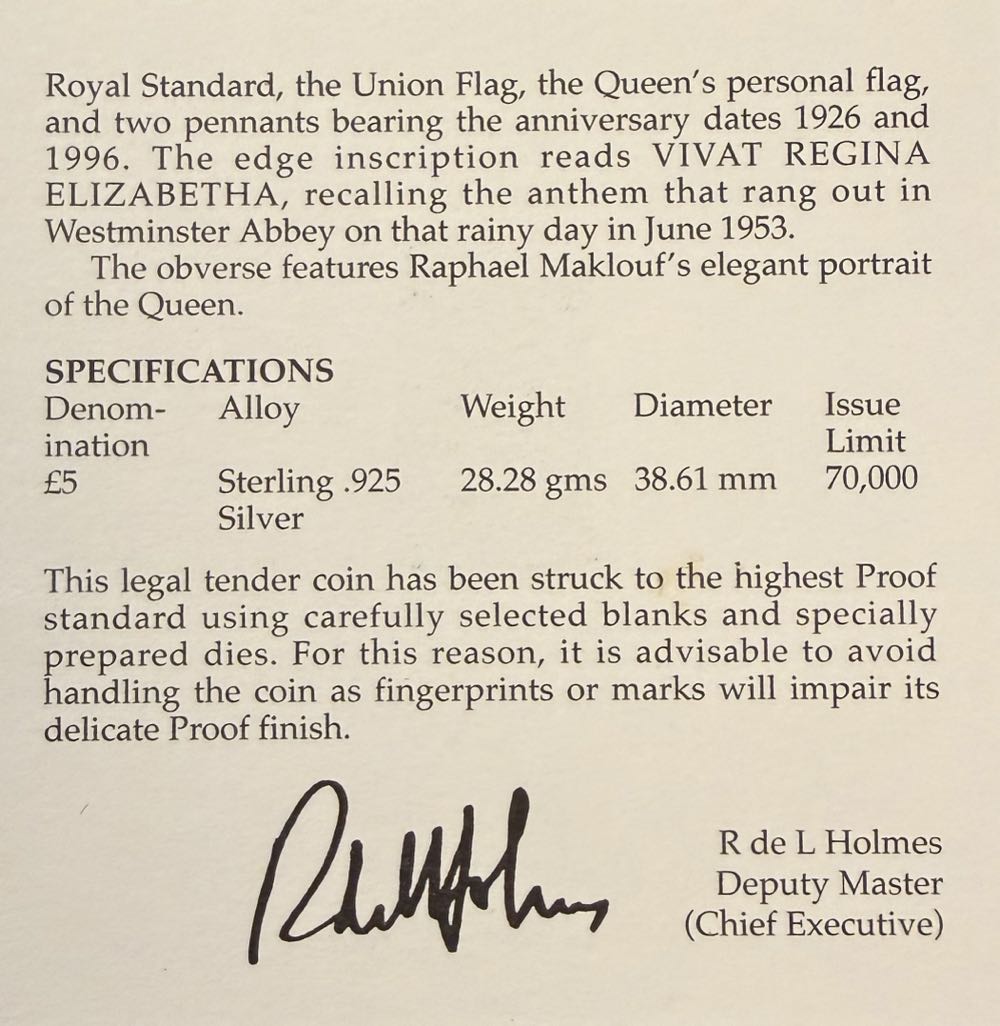 Royal Standard, the Union Flag, the Queen's personal flag,
and two pennants bearing the anniversary dates 1926 and
1996. The edge inscription reads VIVAT REGINA
ELIZABETHA, recalling the anthem that rang out in
Westminster Abbey on that rainy day in June 1953.
The obverse features Raphael Maklouf's elegant portrait
of the Queen.
SPECIFICATIONS
Denom- Alloy Weight Diameter Issue
ination Limit
£5 Sterling .925 28.28 gms 38.61 mm 70,000
Silver
This legal tender coin has been struck to the highest Proof
standard using carefully selected blanks and specially
prepared dies. For this reason, it is advisable to avoid
handling the coin as fingerprints or marks will impair its
delicate Proof finish.
RdeLHolmes
R de L Holmes
Deputy Master
(Chief Executive)